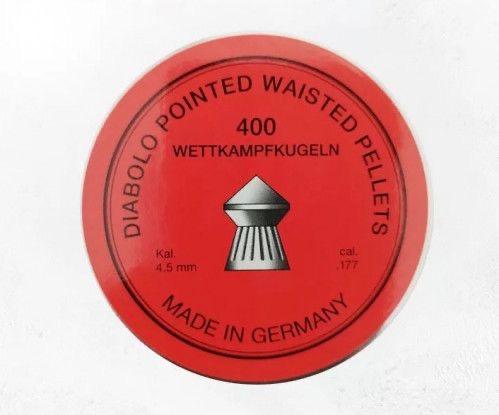 DIABOLO POINTED WAISTED PELLETS
400
WETTKAMPFKUGELN
Kal.
4.5 mm
cal.
.177
MADE IN GERMANY